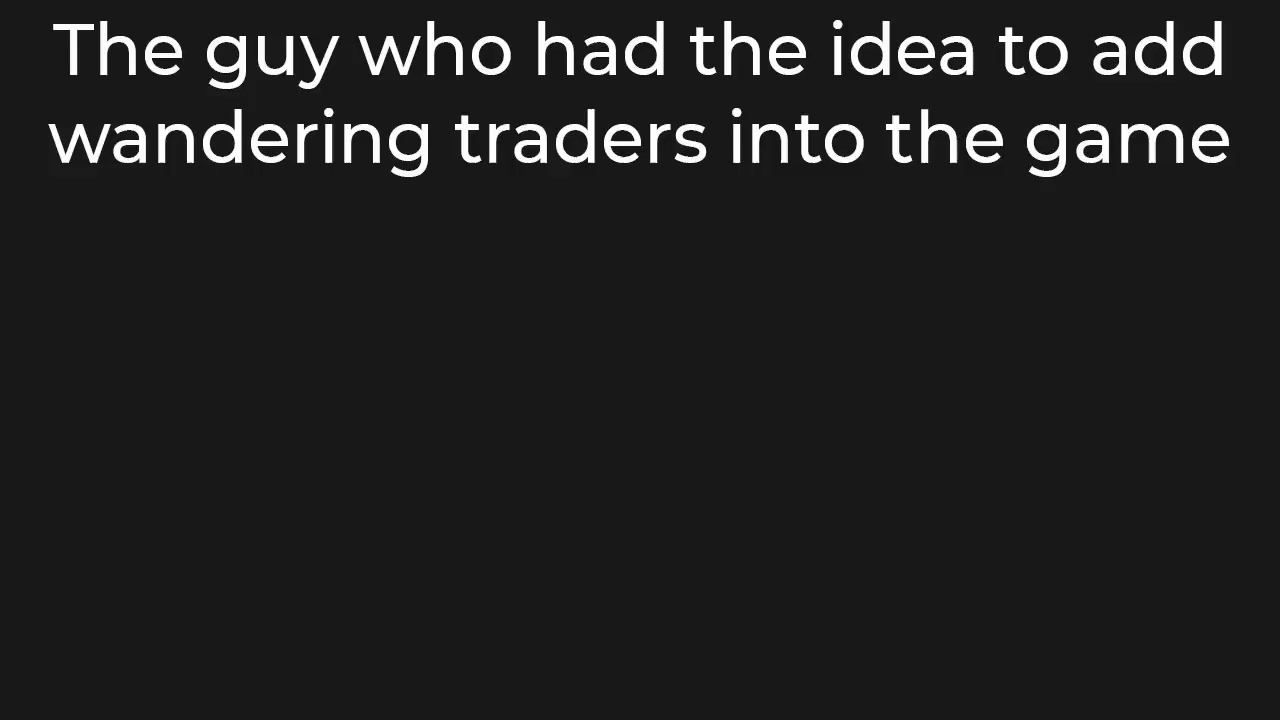 The guy who had the idea to add
wandering traders into the game